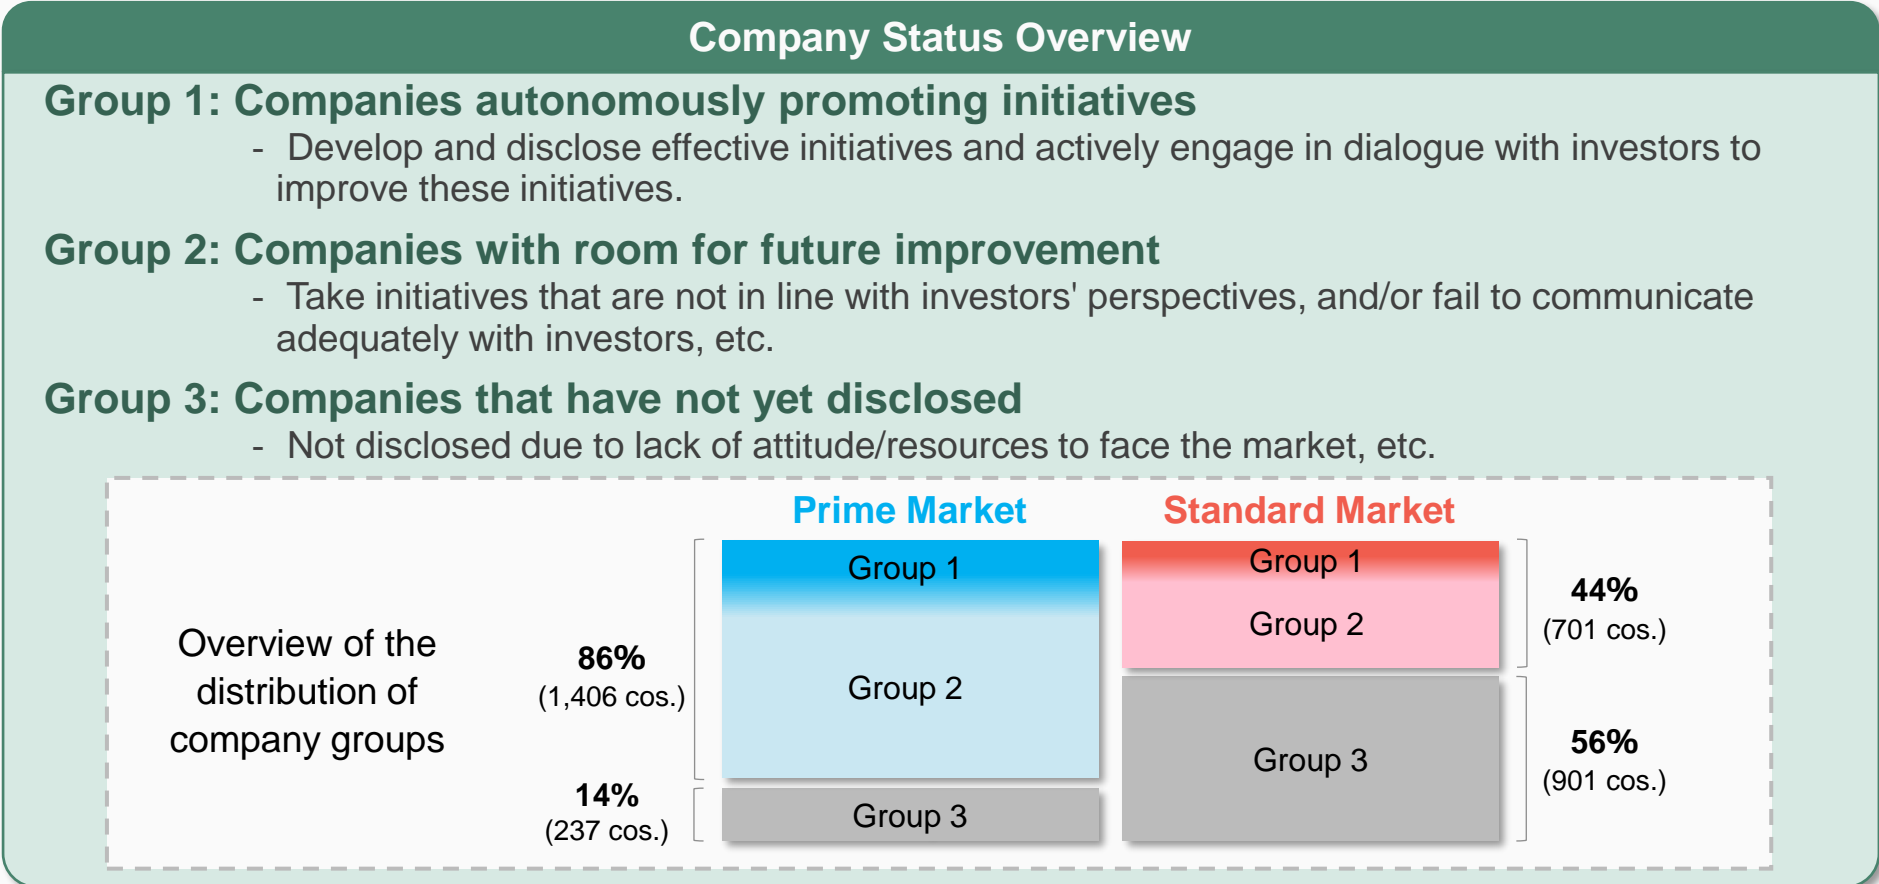 Company Status Overview
Group 1: Companies autonomously promoting initiatives
- Develop and disclose effective initiatives and actively engage in dialogue with investors to
improve these initiatives.
Group 2: Companies with room for future improvement
- Take initiatives that are not in line with investors' perspectives, and/or fail to communicate
adequately with investors, etc.
Group 3: Companies that have not yet disclosed
- Not disclosed due to lack of attitude/resources to face the market, etc.
Overview of the
distribution of
company groups
Prime Market
86%
(1,406 cos.)
14%
(237 cos.)
Group 1
Group 2
Group 3
Standard Market
Group 1
Group 2
Group 3
44%
(701 cos.)
56%
(901 cos.)